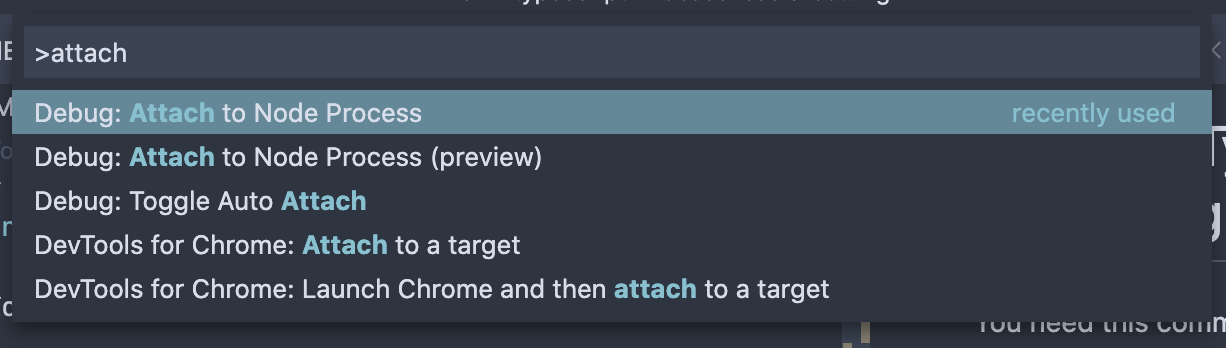 >attach
Debug: Attach to Node Process recently used
Debug: Attach to Node Process (preview)
Debug: Toggle Auto Attach
DevTools for Chrome: Attach to a target
DevTools for Chrome: Launch Chrome and then attach to a target
You need this comm